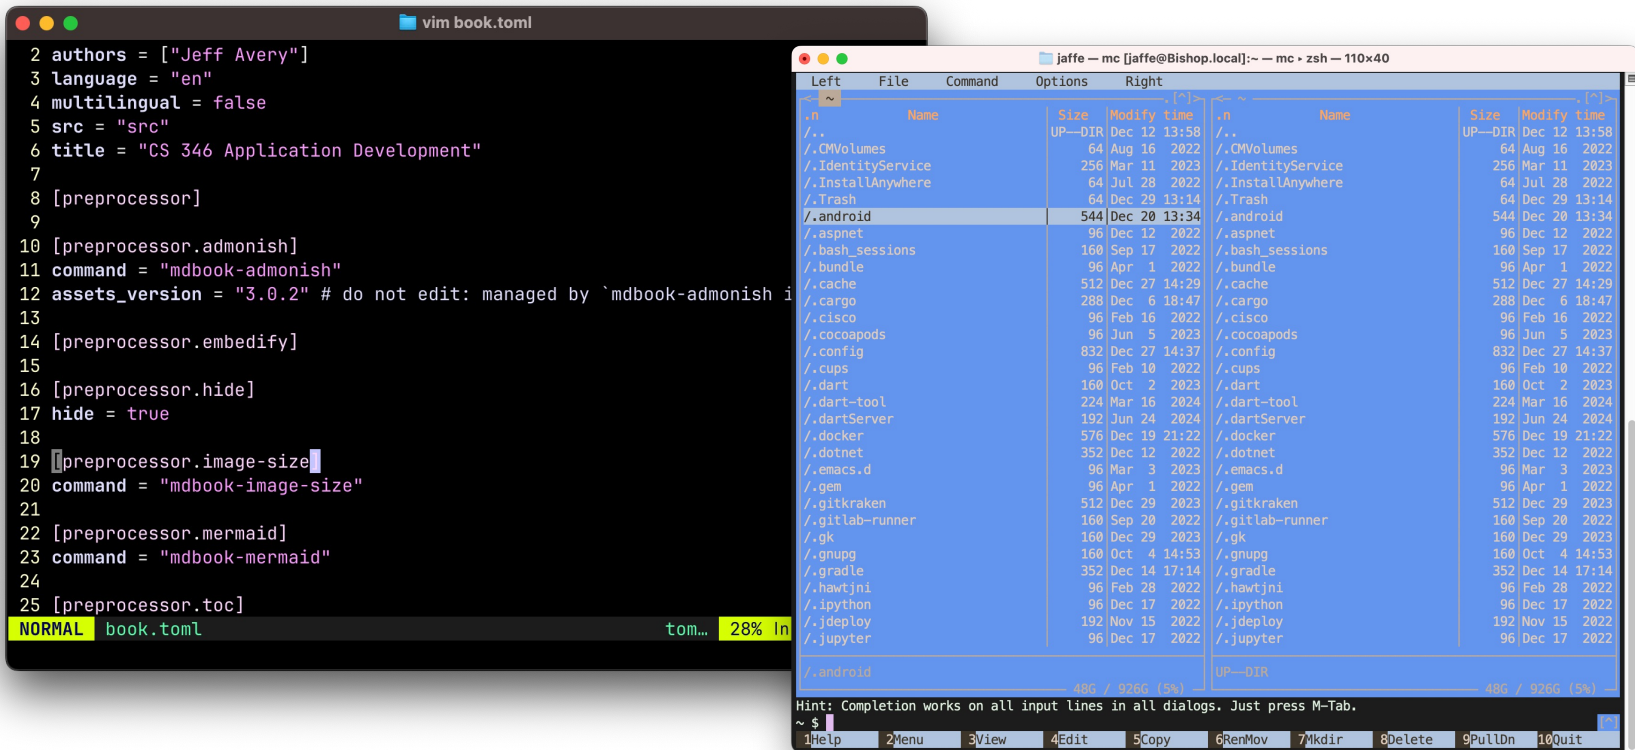 vim book.toml
2 authors = ["Jeff Avery"]
3 language = "en"
4 multilingual = false
5 src = "src"
6 title = "CS 346 Application Development"
7
8 [preprocessor]
9
10 [preprocessor.admonish]
11 command = "mdbook-admonish"
12 assets_version = "3.0.2" # do not edit: managed by `mdbook-admonish i
13
14 [preprocessor.embedify]
15
16 [preprocessor.hide]
17 hide = true
18
19 [preprocessor.image-size]
20 command = "mdbook-image-size"
21
22 [preprocessor.mermaid]
23 command = "mdbook-mermaid"
24
25 [preprocessor.toc]
NORMAL book.toml tom… 28% ln
jaffe — mc [jaffe@Bishop.local]:~ — mc ▸ zsh — 110×40
Left File Command Options Right
<- ~ .[^]> <- ~ .[^]>
.n Name Size Modify time .n Name Size Modify time
/.. UP--DIR Dec 12 13:58 /.. UP--DIR Dec 12 13:58
/.CMVolumes 64 Aug 16 2022 /.CMVolumes 64 Aug 16 2022
/.IdentityService 256 Mar 11 2023 /.IdentityService 256 Mar 11 2023
/.InstallAnywhere 64 Jul 28 2022 /.InstallAnywhere 64 Jul 28 2022
/.Trash 64 Dec 29 13:14 /.Trash 64 Dec 29 13:14
/.android 544 Dec 20 13:34 /.android 544 Dec 20 13:34
/.aspnet 96 Dec 12 2022 /.aspnet 96 Dec 12 2022
/.bash_sessions 160 Sep 17 2022 /.bash_sessions 160 Sep 17 2022
/.bundle 96 Apr 1 2022 /.bundle 96 Apr 1 2022
/.cache 512 Dec 27 14:29 /.cache 512 Dec 27 14:29
/.cargo 288 Dec 6 18:47 /.cargo 288 Dec 6 18:47
/.cisco 96 Feb 16 2022 /.cisco 96 Feb 16 2022
/.cocoapods 96 Jun 5 2023 /.cocoapods 96 Jun 5 2023
/.config 832 Dec 27 14:37 /.config 832 Dec 27 14:37
/.cups 96 Feb 10 2022 /.cups 96 Feb 10 2022
/.dart 160 Oct 2 2023 /.dart 160 Oct 2 2023
/.dart-tool 224 Mar 16 2024 /.dart-tool 224 Mar 16 2024
/.dartServer 192 Jun 24 2024 /.dartServer 192 Jun 24 2024
/.docker 576 Dec 19 21:22 /.docker 576 Dec 19 21:22
/.dotnet 352 Dec 12 2022 /.dotnet 352 Dec 12 2022
/.emacs.d 96 Mar 3 2023 /.emacs.d 96 Mar 3 2023
/.gem 96 Apr 1 2022 /.gem 96 Apr 1 2022
/.gitkraken 512 Dec 29 2023 /.gitkraken 512 Dec 29 2023
/.gitlab-runner 160 Sep 20 2022 /.gitlab-runner 160 Sep 20 2022
/.gk 160 Dec 29 2023 /.gk 160 Dec 29 2023
/.gnupg 160 Oct 4 14:53 /.gnupg 160 Oct 4 14:53
/.gradle 352 Dec 14 17:14 /.gradle 352 Dec 14 17:14
/.hawtjni 96 Feb 28 2022 /.hawtjni 96 Feb 28 2022
/.ipython 96 Dec 17 2022 /.ipython 96 Dec 17 2022
/.jdeploy 192 Nov 15 2022 /.jdeploy 192 Nov 15 2022
/.jupyter 96 Dec 17 2022 /.jupyter 96 Dec 17 2022
/.android UP--DIR
48G / 926G (5%) 48G / 926G (5%)
Hint: Completion works on all input lines in all dialogs. Just press M-Tab.
~ $ [^]
1Help 2Menu 3View 4Edit 5Copy 6RenMov 7Mkdir 8Delete 9PullDn 10Quit